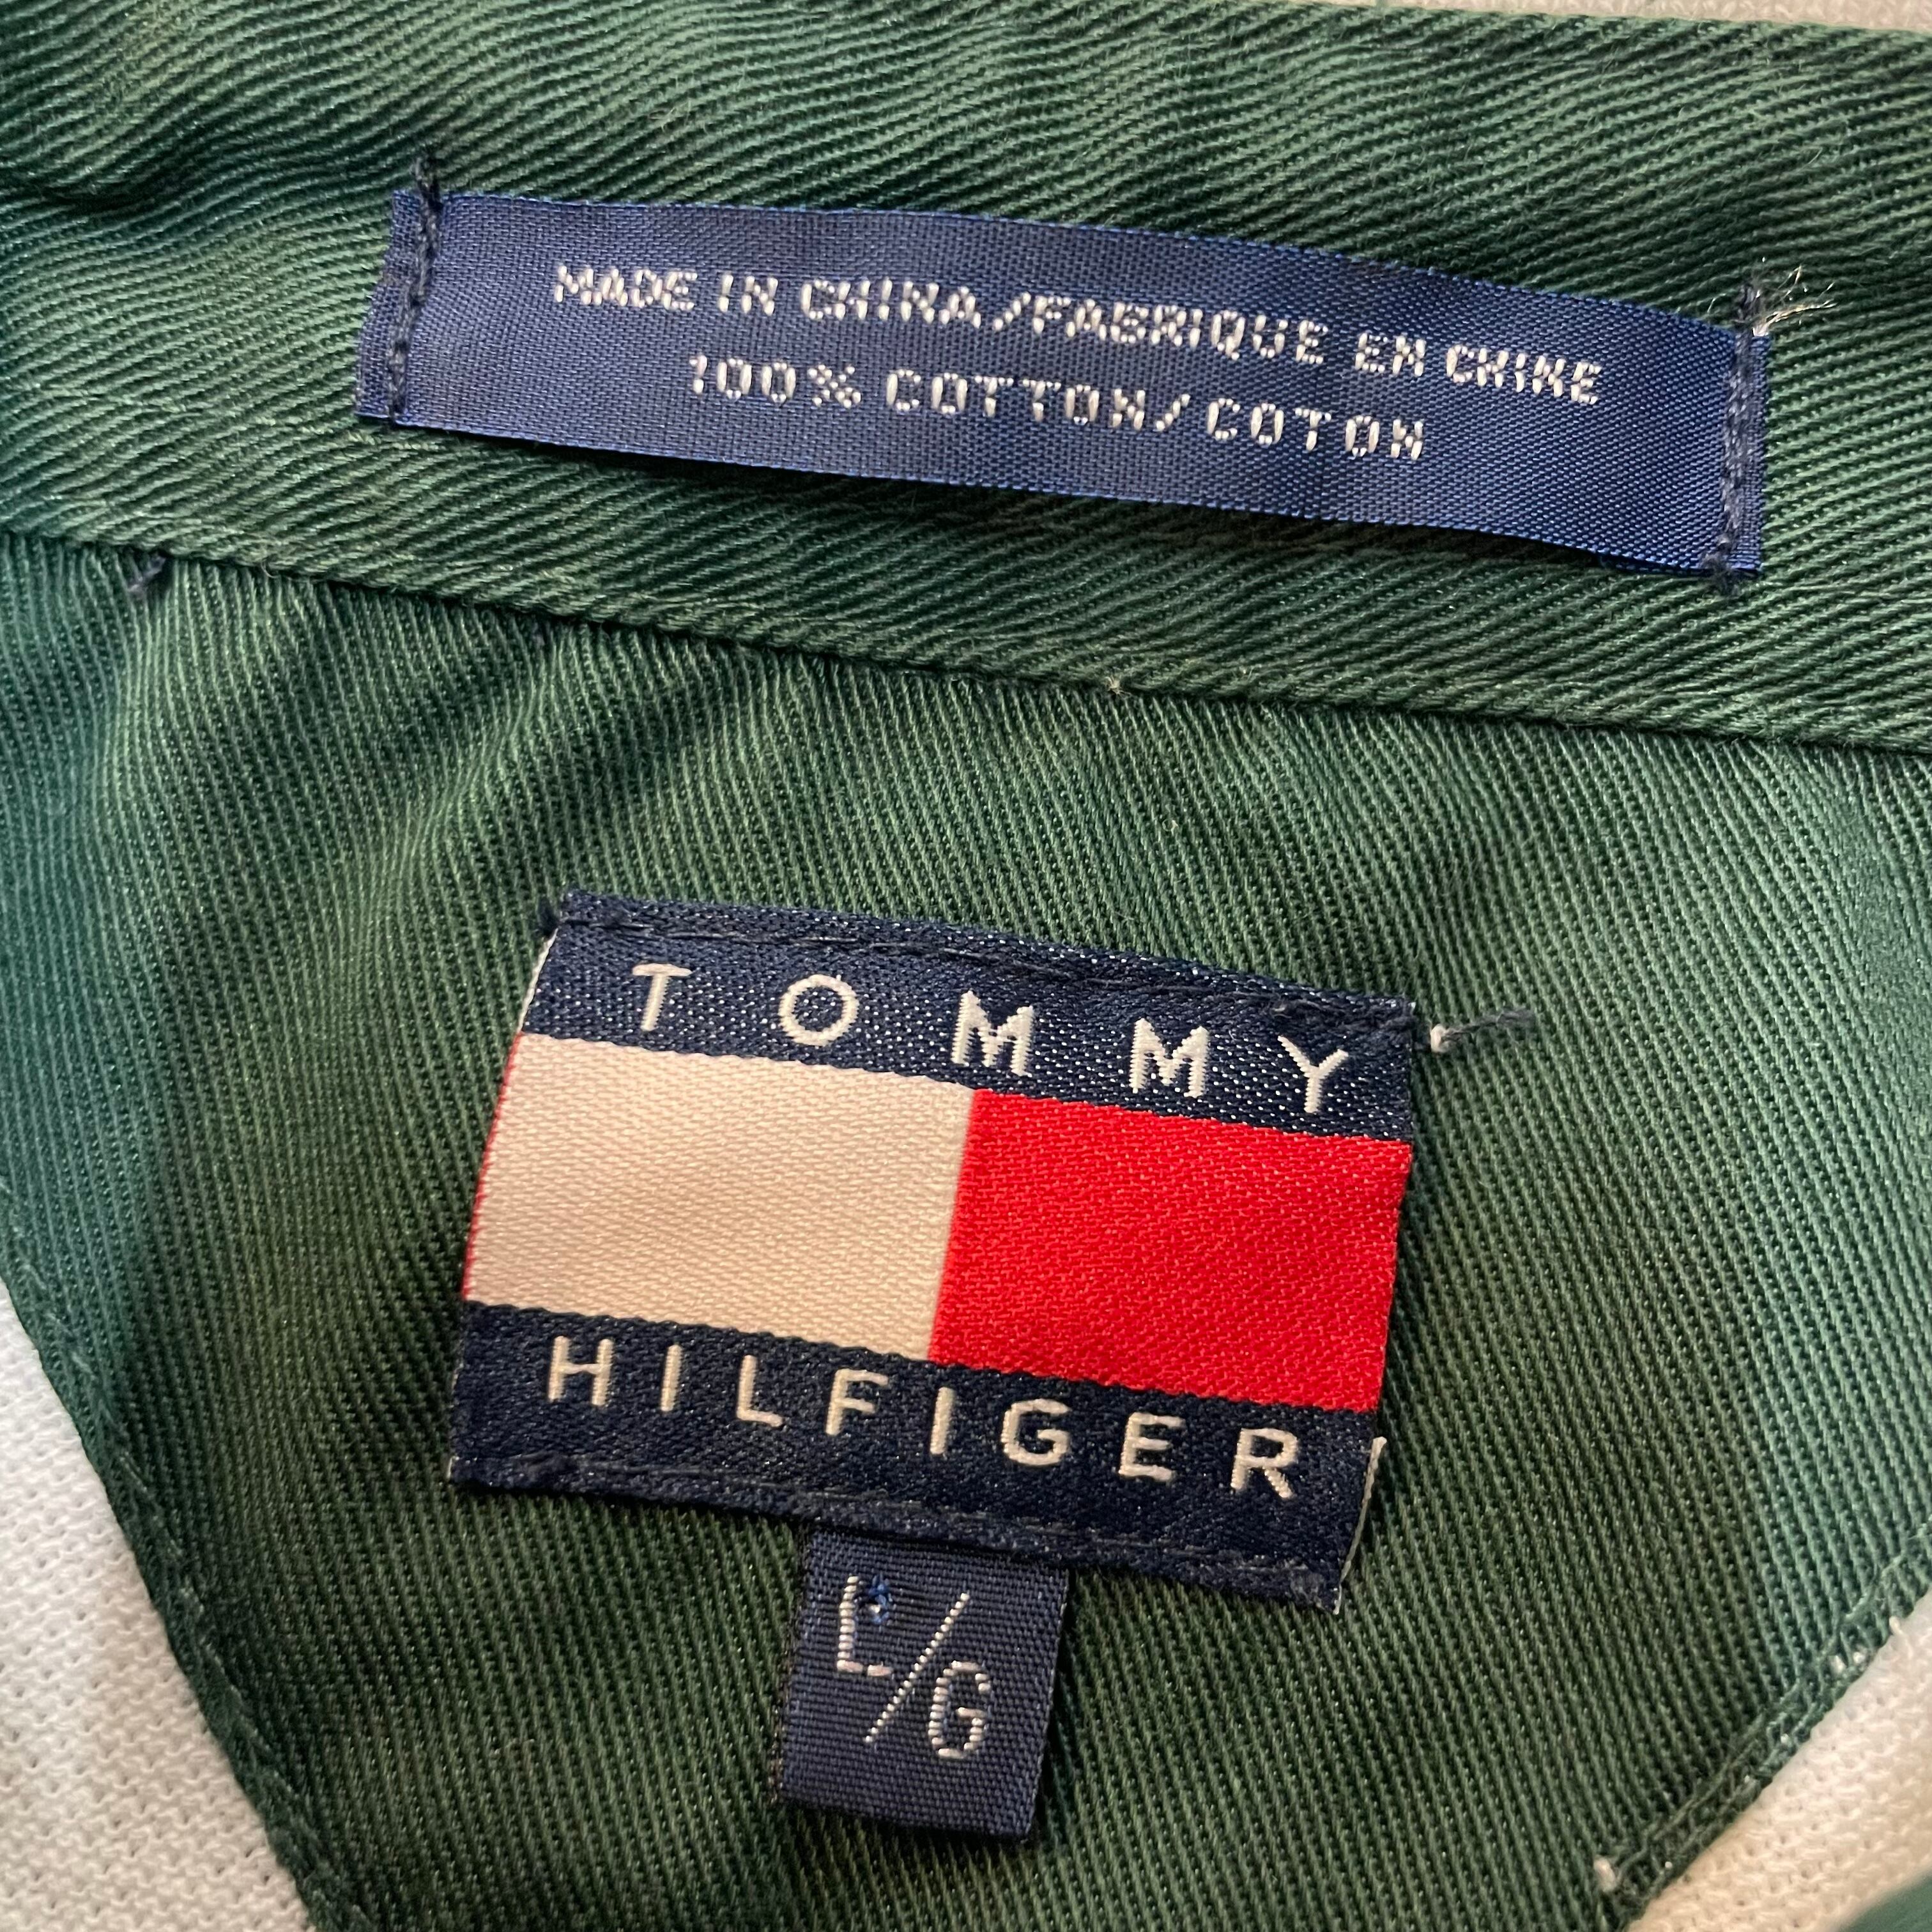 MADE IN CHINA/FABRIQUE EN CHINE
100% COTTON/COTON
TOMMY
HILFIGER
L/G